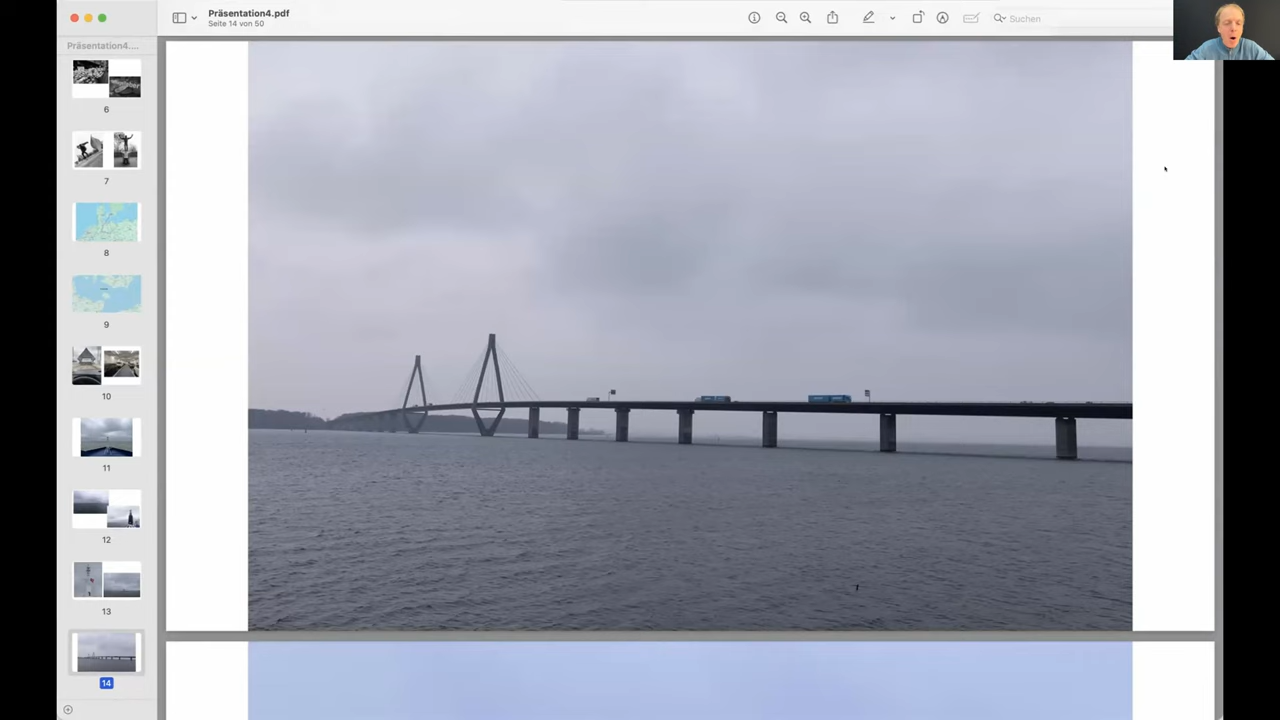 Präsentation4.pdf
Seite 14 von 50
Suchen
Präsentation4....
6
7
8
9
10
11
12
13
14